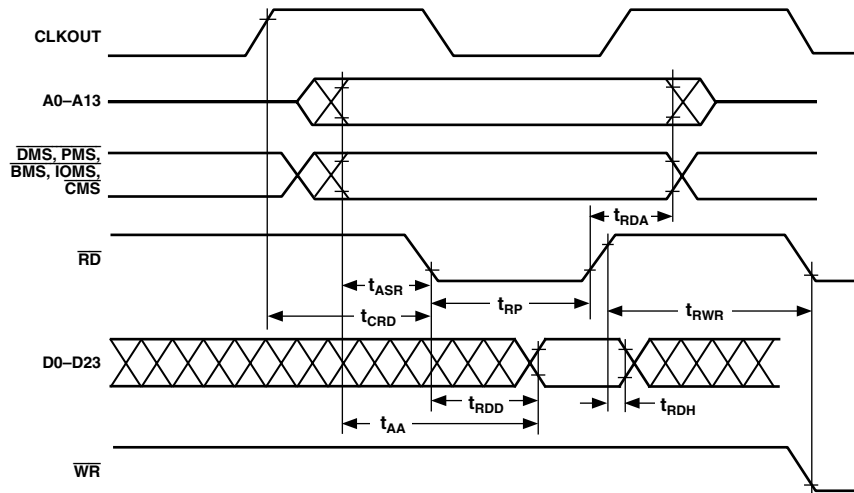 CLKOUT
A0–A13
DMS, PMS,
BMS, IOMS,
CMS
tRDA
RD
tASR
tCRD
tRP
tRWR
D0–D23
tRDD
tRDH
tAA
WR